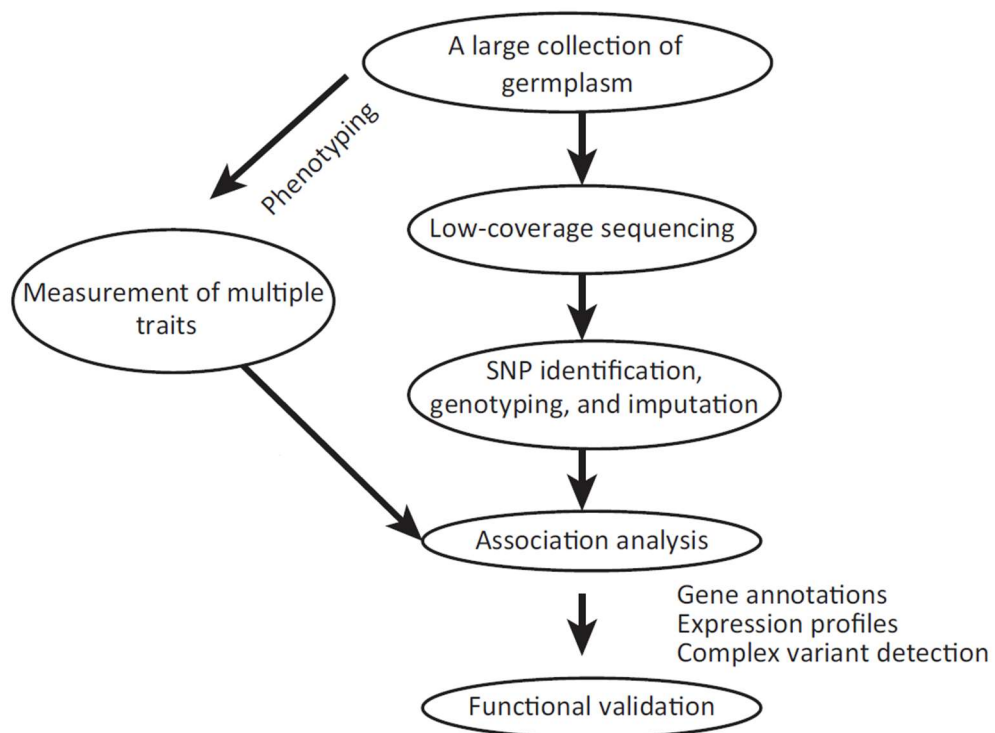 A large collection of
germplasm
Phenotyping
Low-coverage sequencing
Measurement of multiple
traits
SNP identification,
genotyping, and imputation
Association analysis
Gene annotations
Expression profiles
Complex variant detection
Functional validation